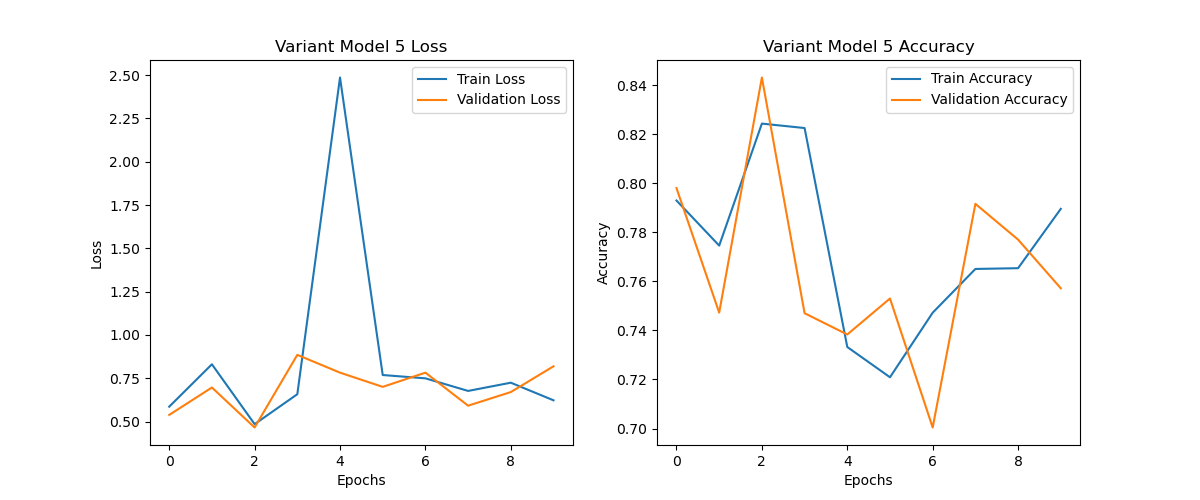 Variant Model 5 Loss
Train Loss
Validation Loss
2.50
2.25
2.00
1.75
1.50
1.25
1.00
0.75
0.50
Loss
0 2 4 6 8
Epochs
Variant Model 5 Accuracy
Train Accuracy
Validation Accuracy
0.84
0.82
0.80
0.78
0.76
0.74
0.72
0.70
Accuracy
0 2 4 6 8
Epochs